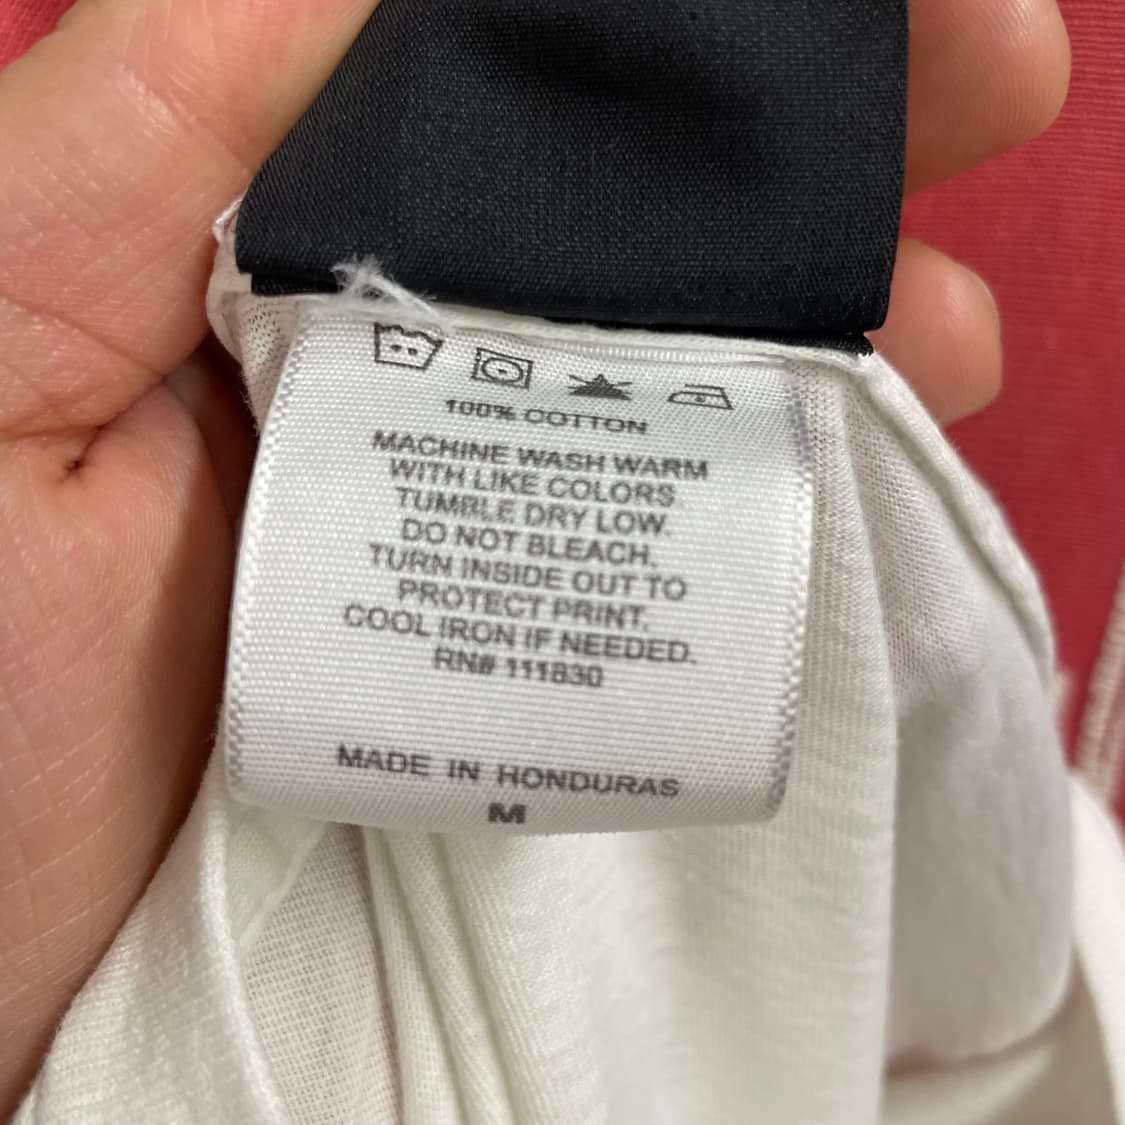 100% COTTON
MACHINE WASH WARM
WITH LIKE COLORS
TUMBLE DRY LOW.
DO NOT BLEACH.
TURN INSIDE OUT TO
PROTECT PRINT.
COOL IRON IF NEEDED.
RN# 111830
MADE IN HONDURAS
M